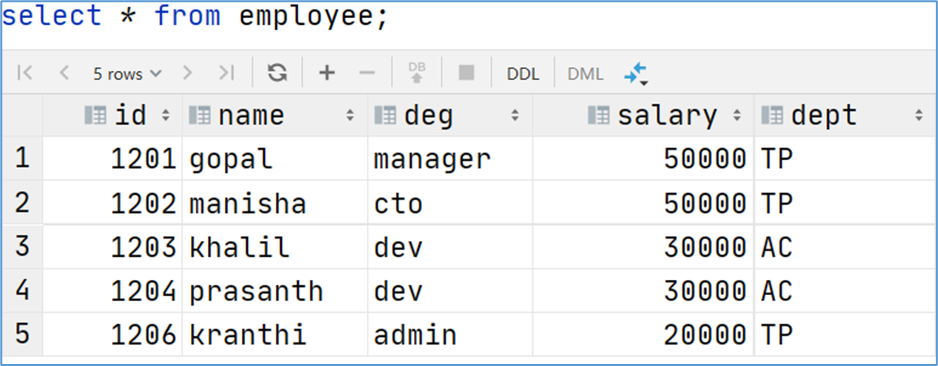 select * from employee;
5 rows DB DDL DML
id name deg salary dept
1 1201 gopal manager 50000 TP
2 1202 manisha cto 50000 TP
3 1203 khalil dev 30000 AC
4 1204 prasanth dev 30000 AC
5 1206 kranthi admin 20000 TP